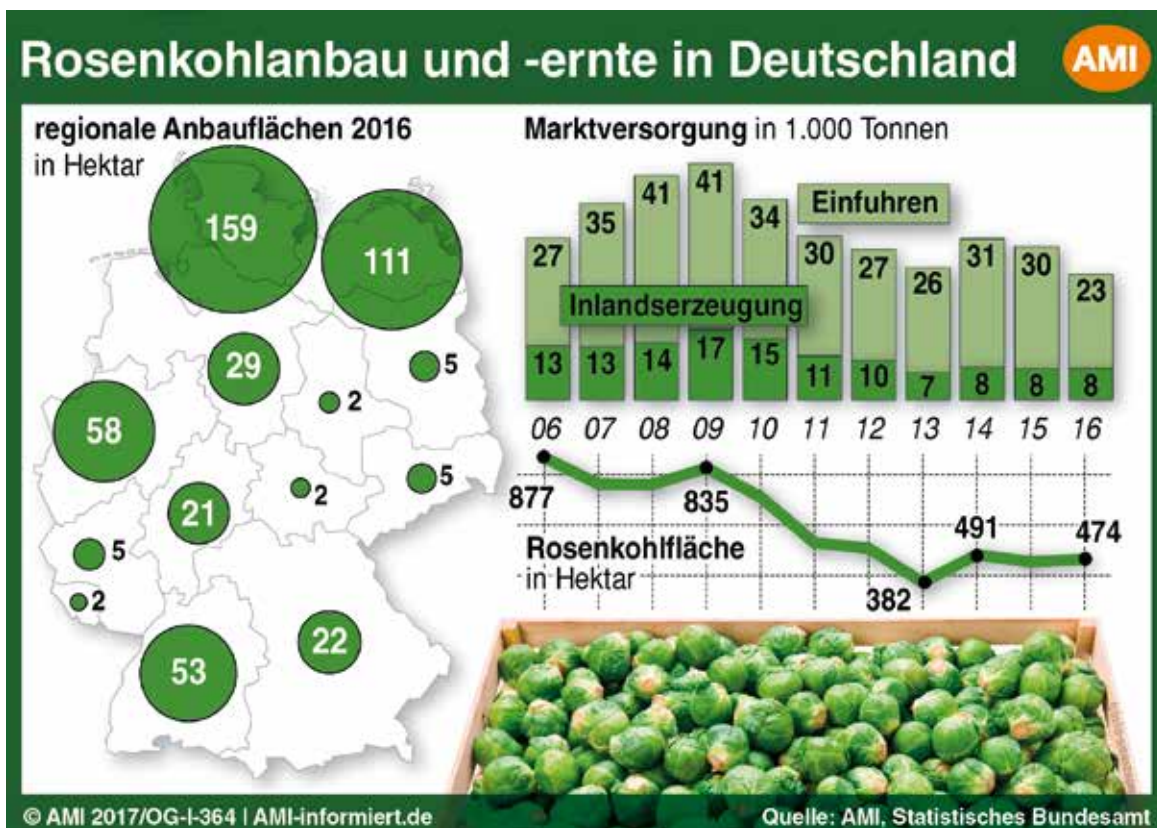 Rosenkohlanbau und -ernte in Deutschland
AMI
regionale Anbauflächen 2016
in Hektar
159
111
29
5
2
58
5
2
21
5
2
22
53
Marktversorgung in 1.000 Tonnen
Einfuhren
27 35 41 41 34 30 27 26 31 30 23
Inlandserzeugung
13 13 14 17 15 11 10 7 8 8 8
06 07 08 09 10 11 12 13 14 15 16
877 835 382 491 474
Rosenkohlfläche
in Hektar
© AMI 2017/OG-I-364 | AMI-informiert.de
Quelle: AMI, Statistisches Bundesamt